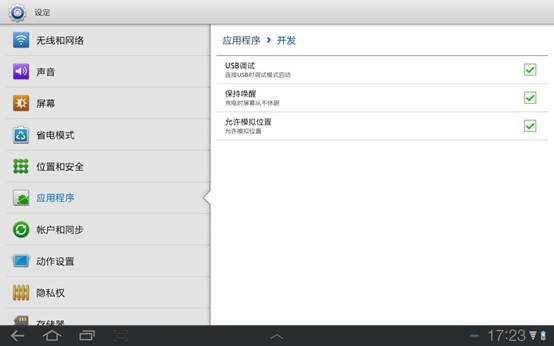 设定
无线和网络
声音
屏幕
省电模式
位置和安全
应用程序
帐户和同步
动作设置
隐私权
存储器
应用程序 > 开发
USB调试
连接USB时调试模式启动
保持唤醒
充电时屏幕从不休眠
允许模拟位置
允许模拟位置
17:23